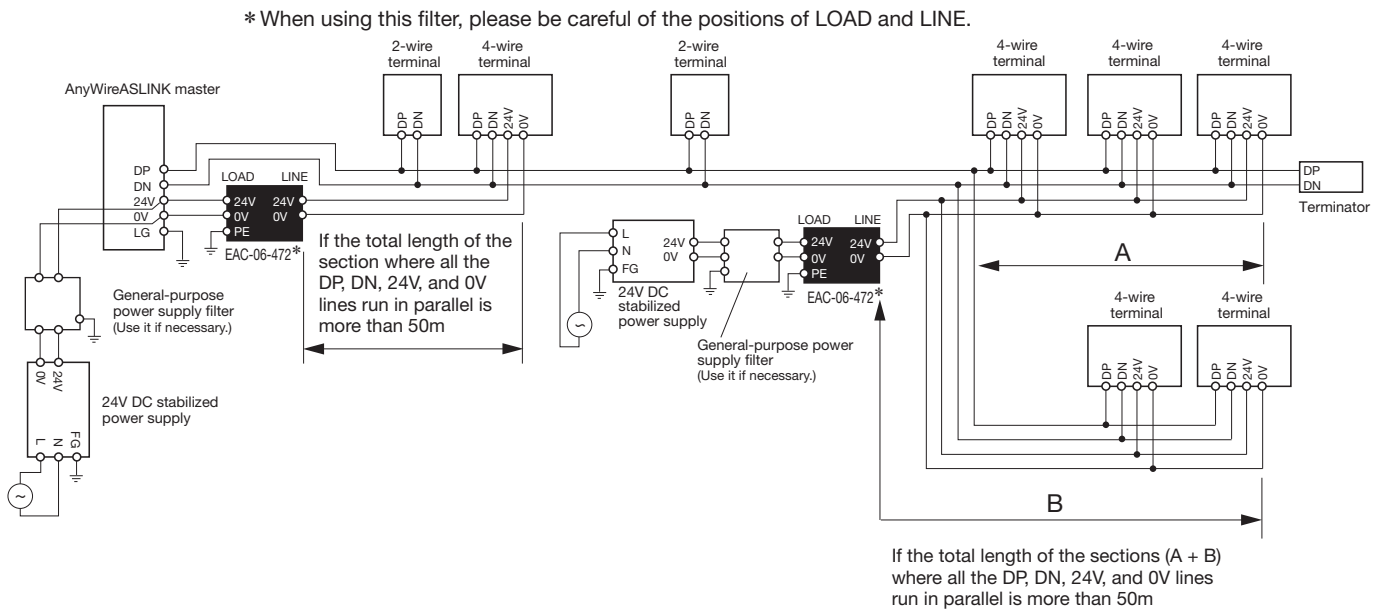 * When using this filter, please be careful of the positions of LOAD and LINE.
2-wire
terminal
4-wire
terminal
2-wire
terminal
4-wire
terminal
4-wire
terminal
4-wire
terminal
AnyWireASLINK master
DP
DN
DP
DN
24V
0V
DP
DN
DP
DN
24V
0V
DP
DN
24V
0V
DP
DN
24V
0V
DP
DN
24V
0V
LG
LOAD
LINE
24V
0V
PE
24V
0V
EAC-06-472*
DP
DN
Terminator
If the total length of the
section where all the
DP, DN, 24V, and 0V
lines run in parallel is
more than 50m
L
N
FG
24V
0V
24V DC
stabilized
power supply
LOAD
LINE
24V
0V
PE
24V
0V
EAC-06-472*
A
General-purpose
power supply filter
(Use it if necessary.)
General-purpose power
supply filter
(Use it if necessary.)
4-wire
terminal
4-wire
terminal
DP
DN
24V
0V
DP
DN
24V
0V
0V
24V
L
N
FG
24V DC stabilized
power supply
~
~
B
If the total length of the sections (A + B)
where all the DP, DN, 24V, and 0V lines
run in parallel is more than 50m